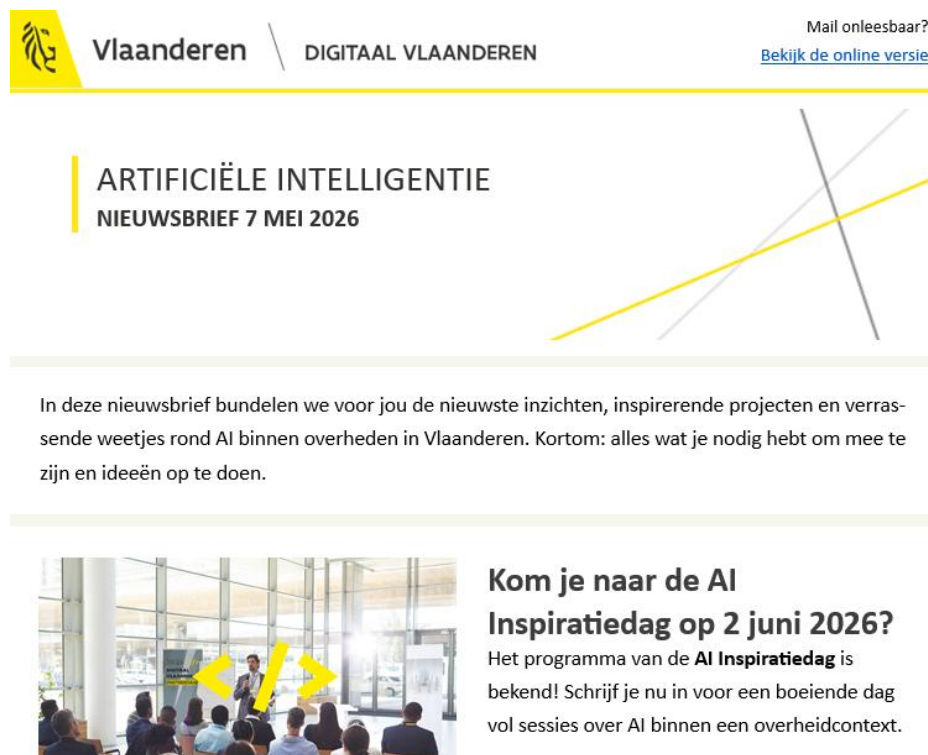 Vlaanderen
DIGITAAL VLAANDEREN
Mail onleesbaar?
Bekijk de online versie
ARTIFICIËLE INTELLIGENTIE
NIEUWSBRIEF 7 MEI 2026
In deze nieuwsbrief bundelen we voor jou de nieuwste inzichten, inspirerende projecten en verras-
sende weetjes rond AI binnen overheden in Vlaanderen. Kortom: alles wat je nodig hebt om mee te
zijn en ideeën op te doen.
Kom je naar de AI
Inspiratiedag op 2 juni 2026?
Het programma van de AI Inspiratiedag is
bekend! Schrijf je nu in voor een boeiende dag
vol sessies over AI binnen een overheidcontext.
</>